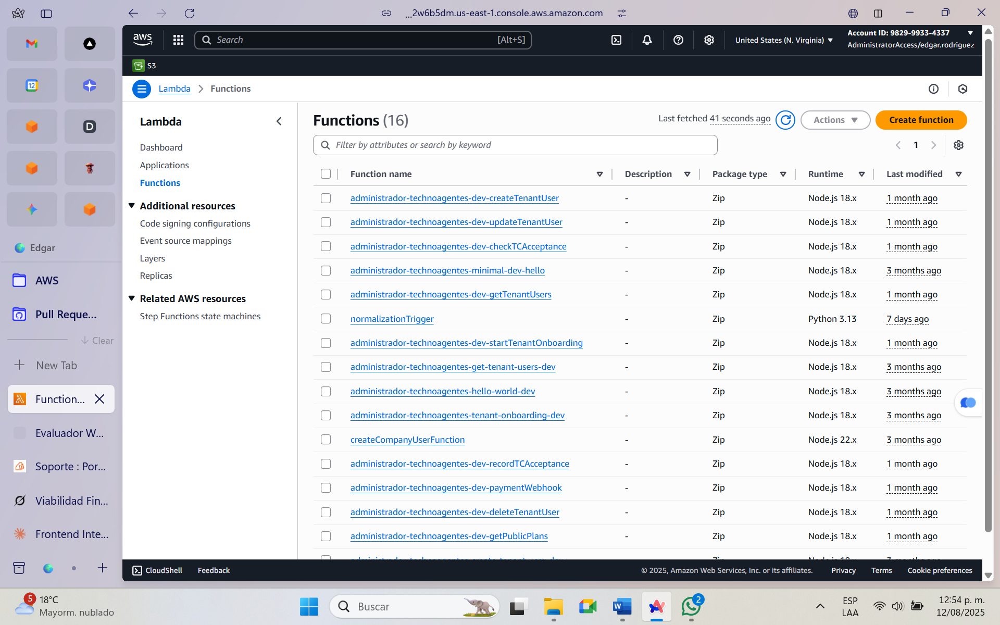 ...2w6b5dm.us-east-1.console.aws.amazon.com
aws
Search
[Alt+S]
United States (N. Virginia)
Account ID: 9829-9933-4337
AdministratorAccess/edgar.rodriguez
S3
Lambda
Functions
Lambda
Dashboard
Applications
Functions
Additional resources
Code signing configurations
Event source mappings
Layers
Replicas
Related AWS resources
Step Functions state machines
Functions (16)
Last fetched 41 seconds ago
Actions
Create function
Filter by attributes or search by keyword
1
Function name Description Package type Runtime Last modified
administrador-technoagentes-dev-createTenantUser - Zip Node.js 18.x 1 month ago
administrador-technoagentes-dev-updateTenantUser - Zip Node.js 18.x 1 month ago
administrador-technoagentes-dev-checkTCAcceptance - Zip Node.js 18.x 1 month ago
administrador-technoagentes-minimal-dev-hello - Zip Node.js 18.x 3 months ago
administrador-technoagentes-dev-getTenantUsers - Zip Node.js 18.x 1 month ago
normalizationTrigger - Zip Python 3.13 7 days ago
administrador-technoagentes-dev-startTenantOnboarding - Zip Node.js 18.x 1 month ago
administrador-technoagentes-get-tenant-users-dev - Zip Node.js 18.x 3 months ago
administrador-technoagentes-hello-world-dev - Zip Node.js 18.x 3 months ago
administrador-technoagentes-tenant-onboarding-dev - Zip Node.js 18.x 3 months ago
createCompanyUserFunction - Zip Node.js 22.x 3 months ago
administrador-technoagentes-dev-recordTCAcceptance - Zip Node.js 18.x 1 month ago
administrador-technoagentes-dev-paymentWebhook - Zip Node.js 18.x 1 month ago
administrador-technoagentes-dev-deleteTenantUser - Zip Node.js 18.x 1 month ago
administrador-technoagentes-dev-getPublicPlans - Zip Node.js 18.x 1 month ago
CloudShell
Feedback
© 2025, Amazon Web Services, Inc. or its affiliates.
Privacy
Terms
Cookie preferences
12
D
Edgar
AWS
Pull Reque...
Clear
New Tab
Function...
Evaluador W...
Soporte : Por...
Viabilidad Fin...
Frontend Inte...
5
18°C
Mayorm. nublado
Buscar
W
2
ESP
LAA
12:54 p. m.
12/08/2025